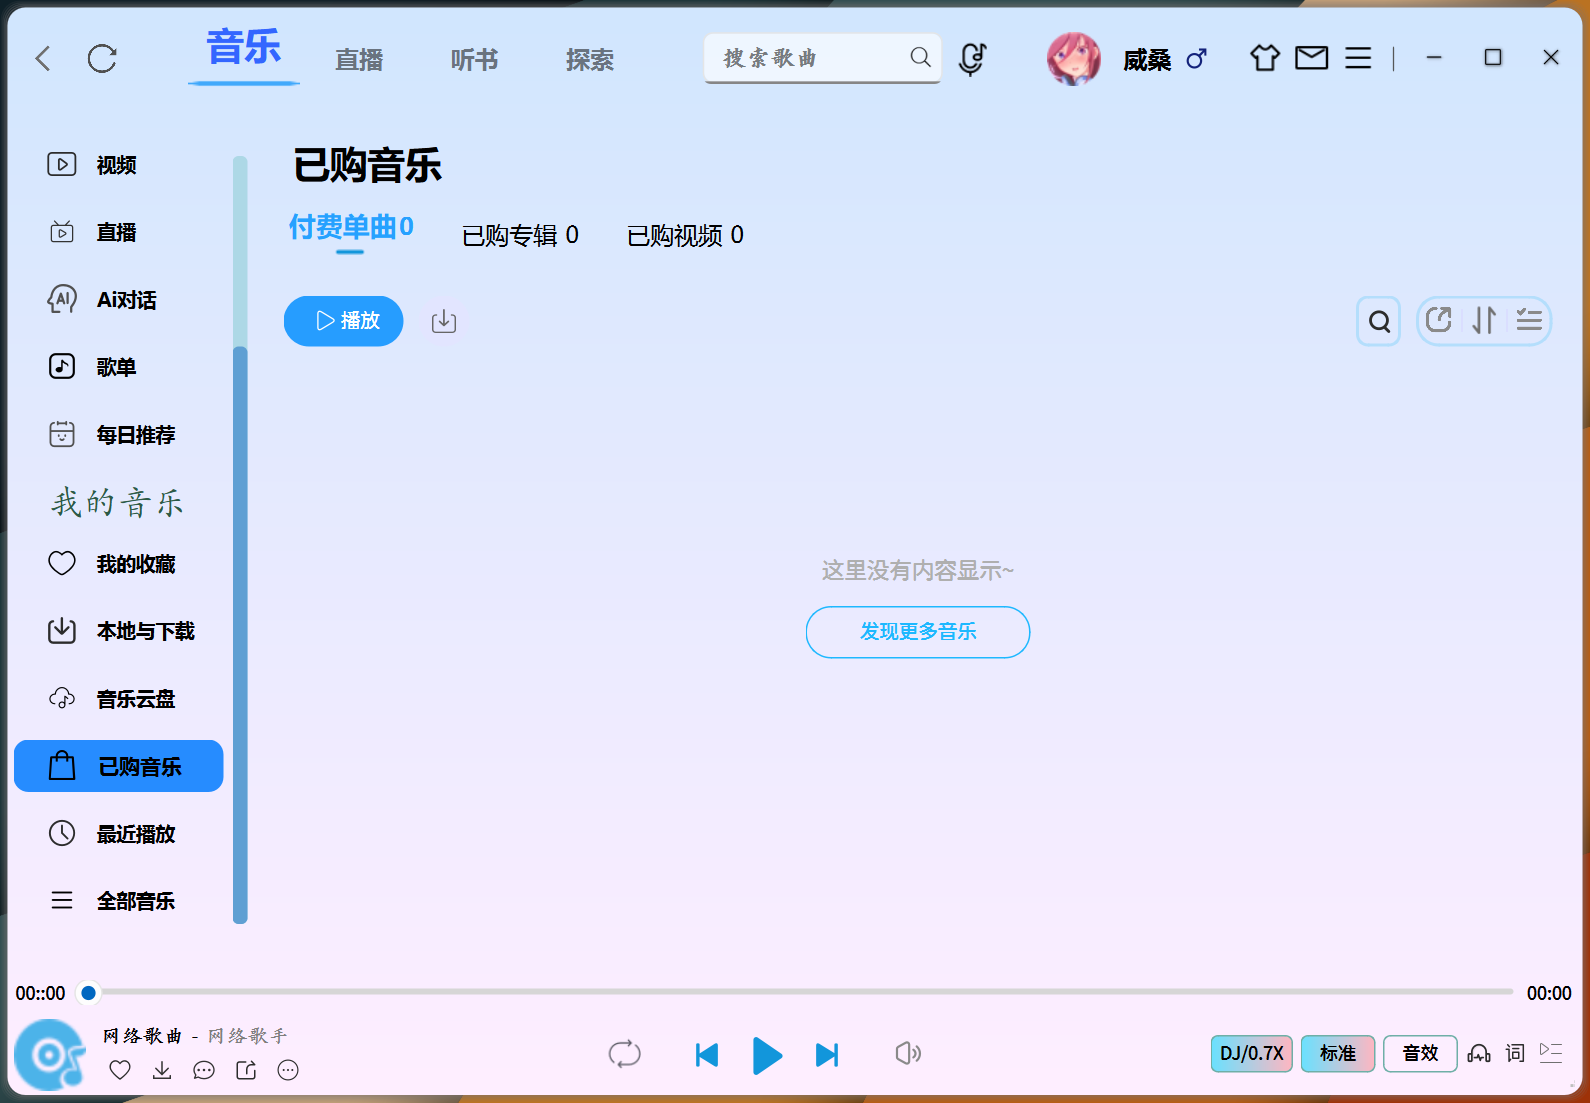 音乐 直播 听书 探索 搜索歌曲 威桑
视频
直播
Ai对话
歌单
每日推荐
我的音乐
我的收藏
本地与下载
音乐云盘
已购音乐
最近播放
全部音乐
已购音乐
付费单曲0 已购专辑 0 已购视频 0
播放
这里没有内容显示~
发现更多音乐
00::00 00:00
网络歌曲 - 网络歌手
DJ/0.7X 标准 音效 词